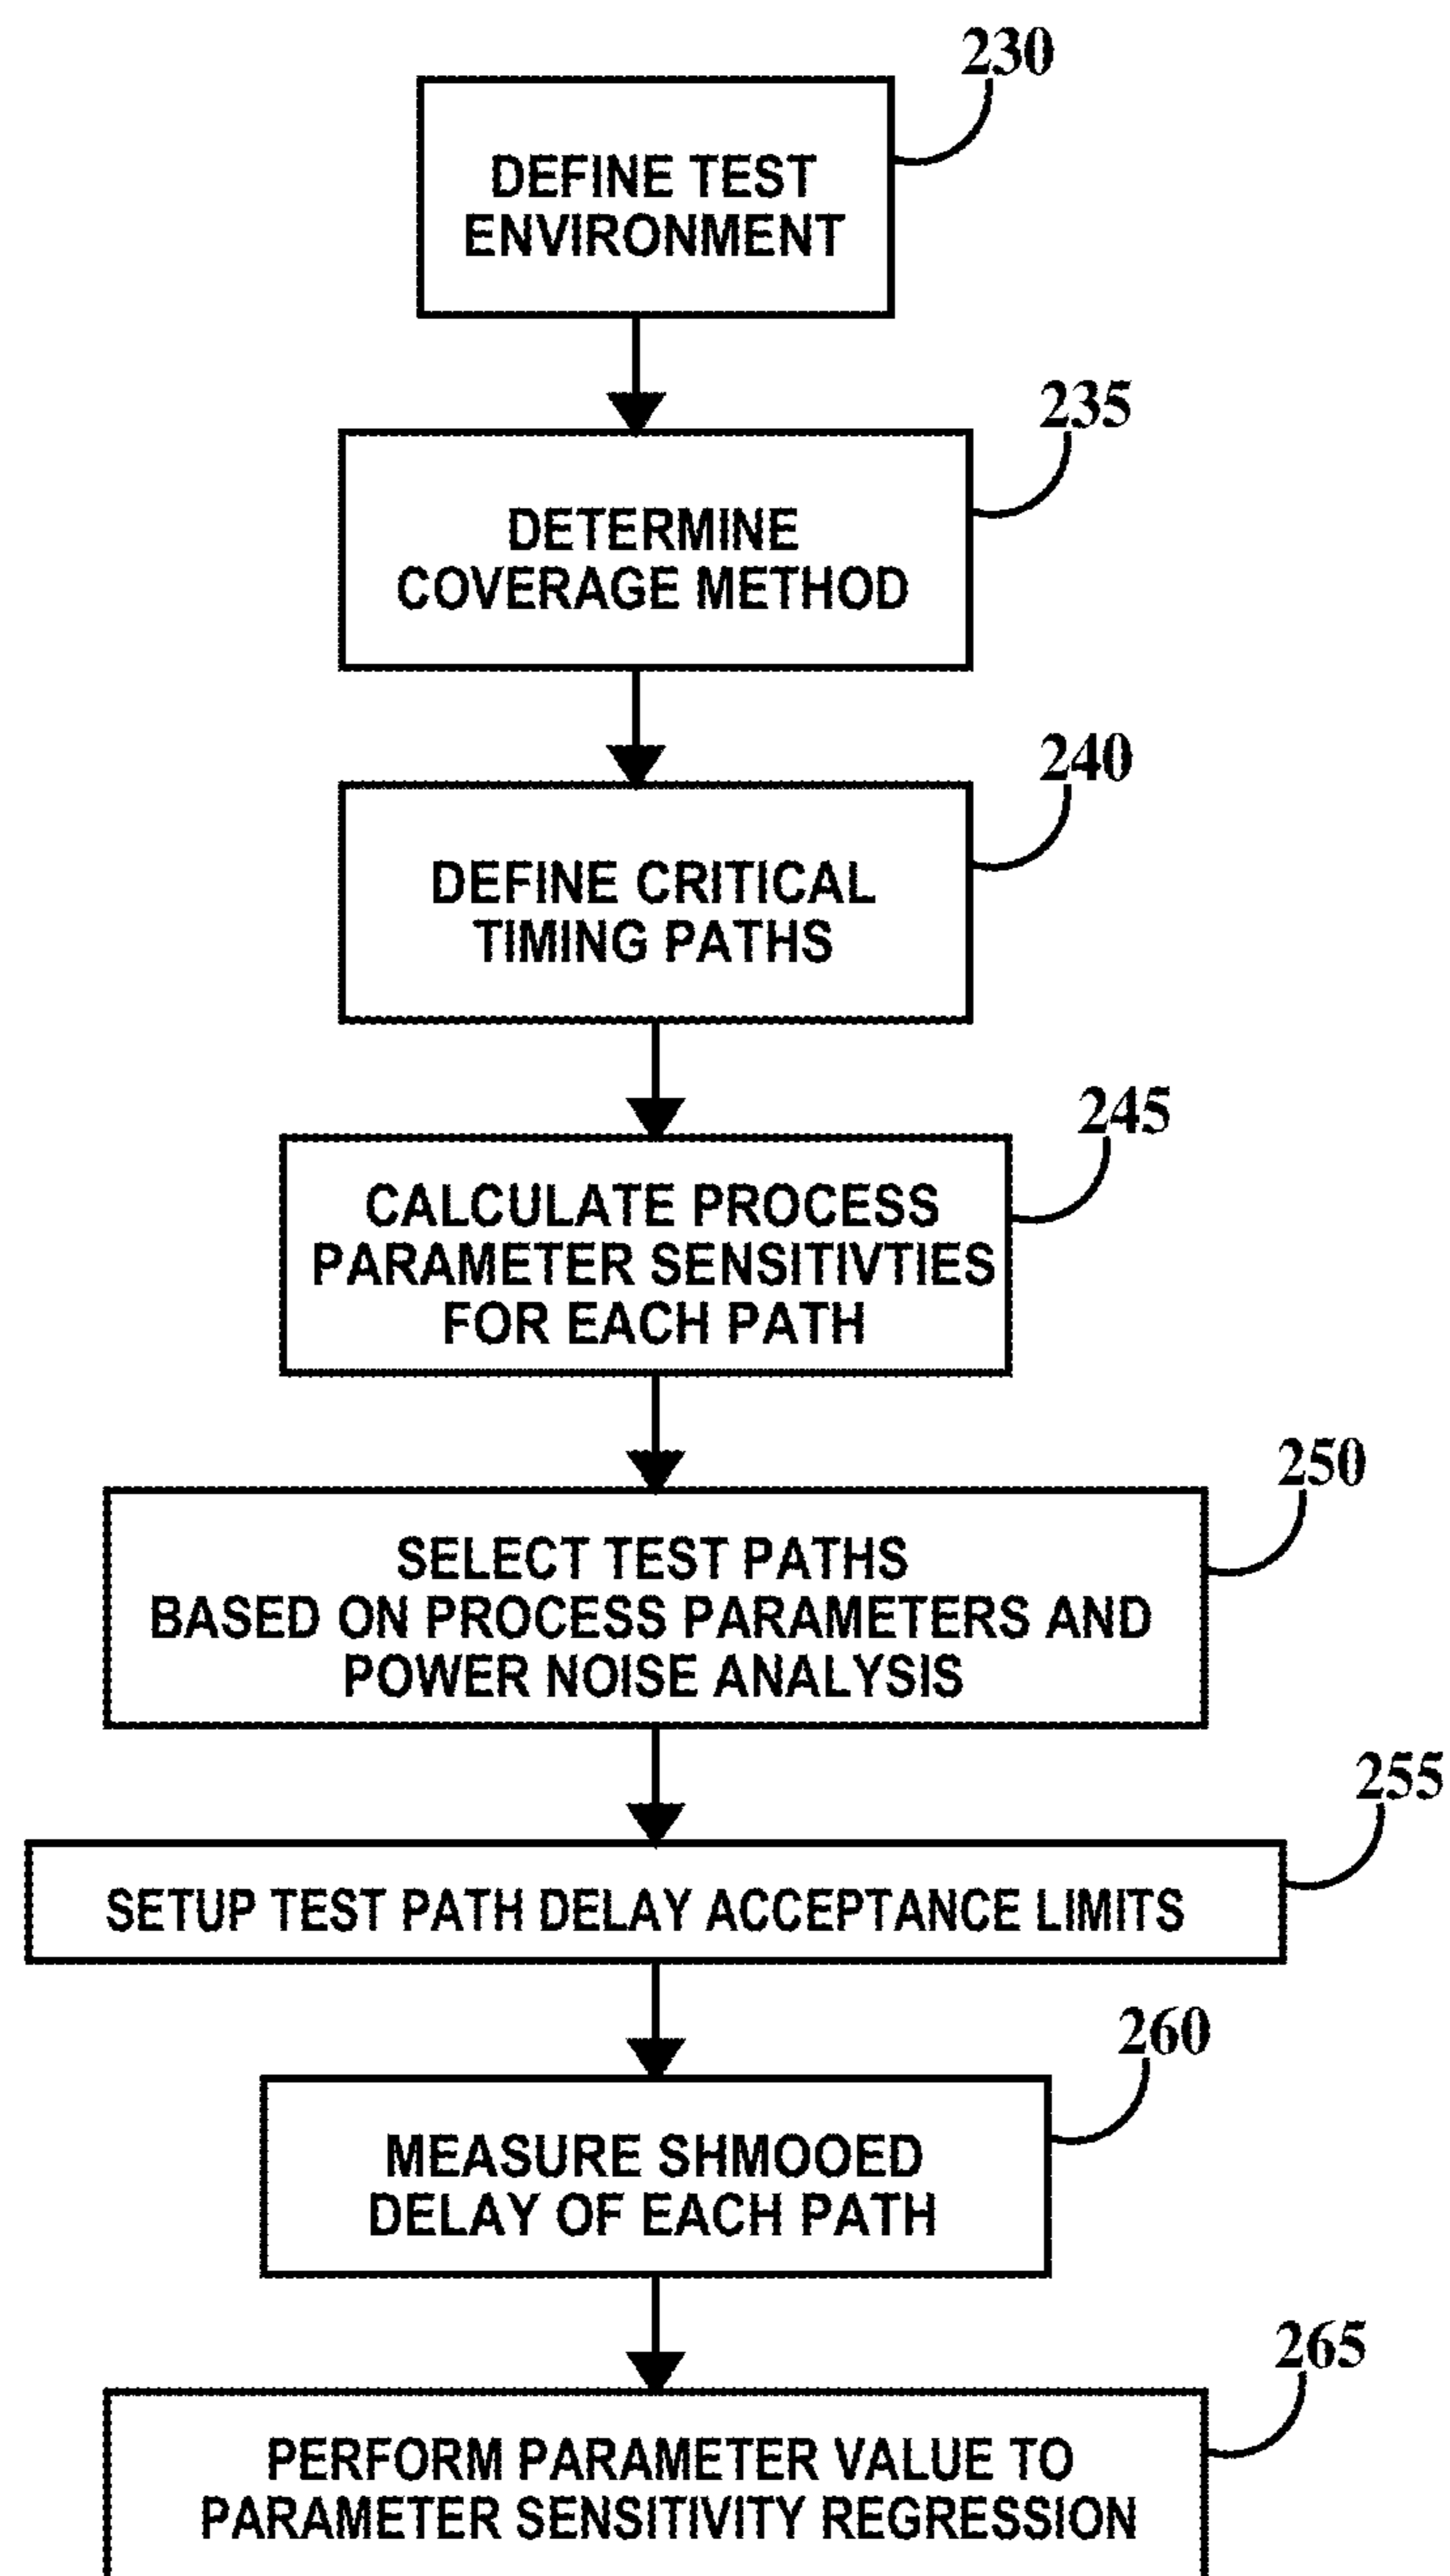 230
DEFINE TEST
ENVIRONMENT
235
DETERMINE
COVERAGE METHOD
240
DEFINE CRITICAL
TIMING PATHS
245
CALCULATE PROCESS
PARAMETER SENSITIVTIES
FOR EACH PATH
250
SELECT TEST PATHS
BASED ON PROCESS PARAMETERS AND
POWER NOISE ANALYSIS
255
SETUP TEST PATH DELAY ACCEPTANCE LIMITS
260
MEASURE SHMOOED
DELAY OF EACH PATH
265
PERFORM PARAMETER VALUE TO
PARAMETER SENSITIVITY REGRESSION